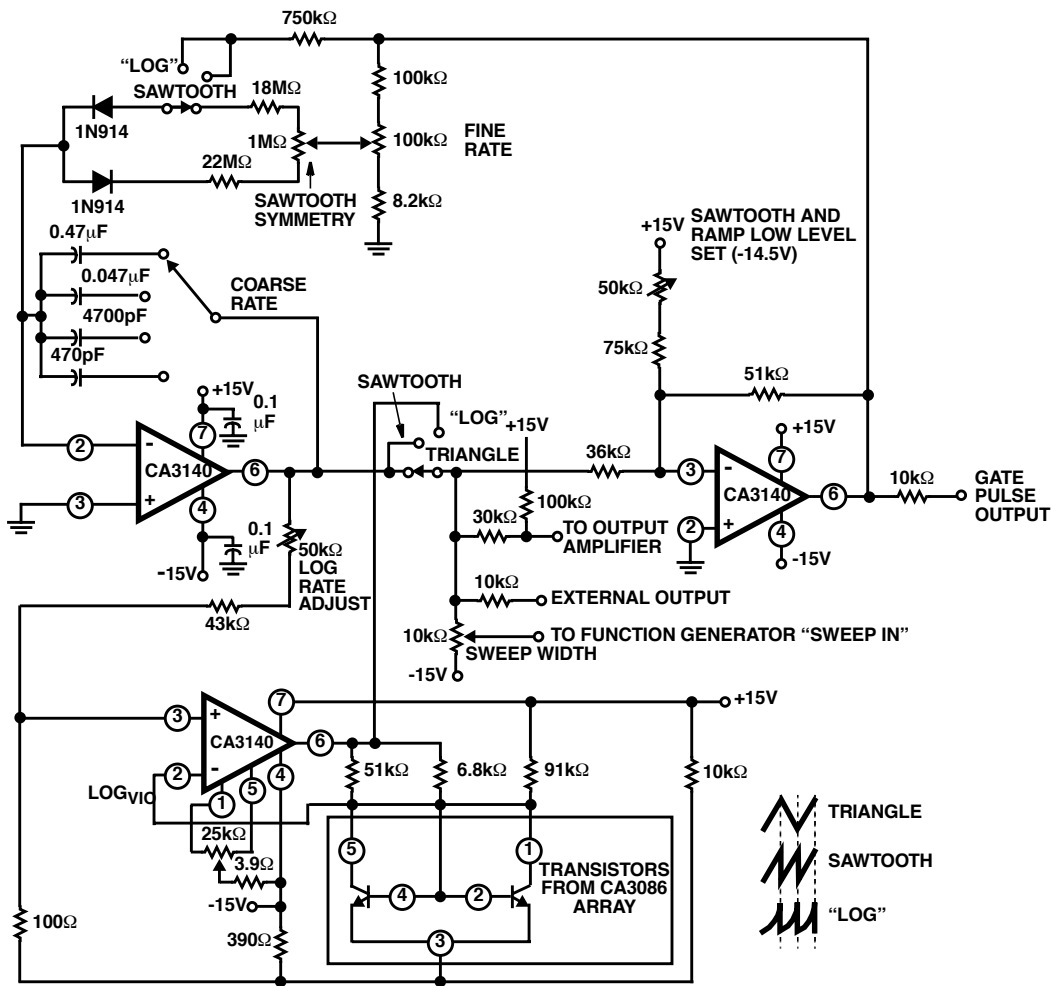 750kΩ
“LOG”
SAWTOOTH
18MΩ
100kΩ
1N914
1MΩ
100kΩ
FINE
RATE
22MΩ
1N914
SAWTOOTH
SYMMETRY
8.2kΩ
0.47μF
0.047μF
4700pF
470pF
COARSE
RATE
+15V
SAWTOOTH AND
RAMP LOW LEVEL
SET (-14.5V)
50kΩ
75kΩ
51kΩ
+15V
0.1
μF
7
2
-
CA3140
6
3
+
4
0.1
μF
-15V
SAWTOOTH
“LOG”
+15V
TRIANGLE
36kΩ
100kΩ
30kΩ
TO OUTPUT
AMPLIFIER
+15V
7
3
-
CA3140
6
2
+
4
-15V
10kΩ
GATE
PULSE
OUTPUT
50kΩ
LOG
RATE
ADJUST
43kΩ
10kΩ
EXTERNAL OUTPUT
10kΩ
TO FUNCTION GENERATOR “SWEEP IN”
SWEEP WIDTH
-15V
7
+15V
3
+
CA3140
6
2
-
4
5
1
LOGVIO
51kΩ
6.8kΩ
91kΩ
10kΩ
25kΩ
3.9Ω
-15V
390Ω
100Ω
5
1
TRANSISTORS
FROM CA3086
ARRAY
4
2
3
TRIANGLE
SAWTOOTH
“LOG”